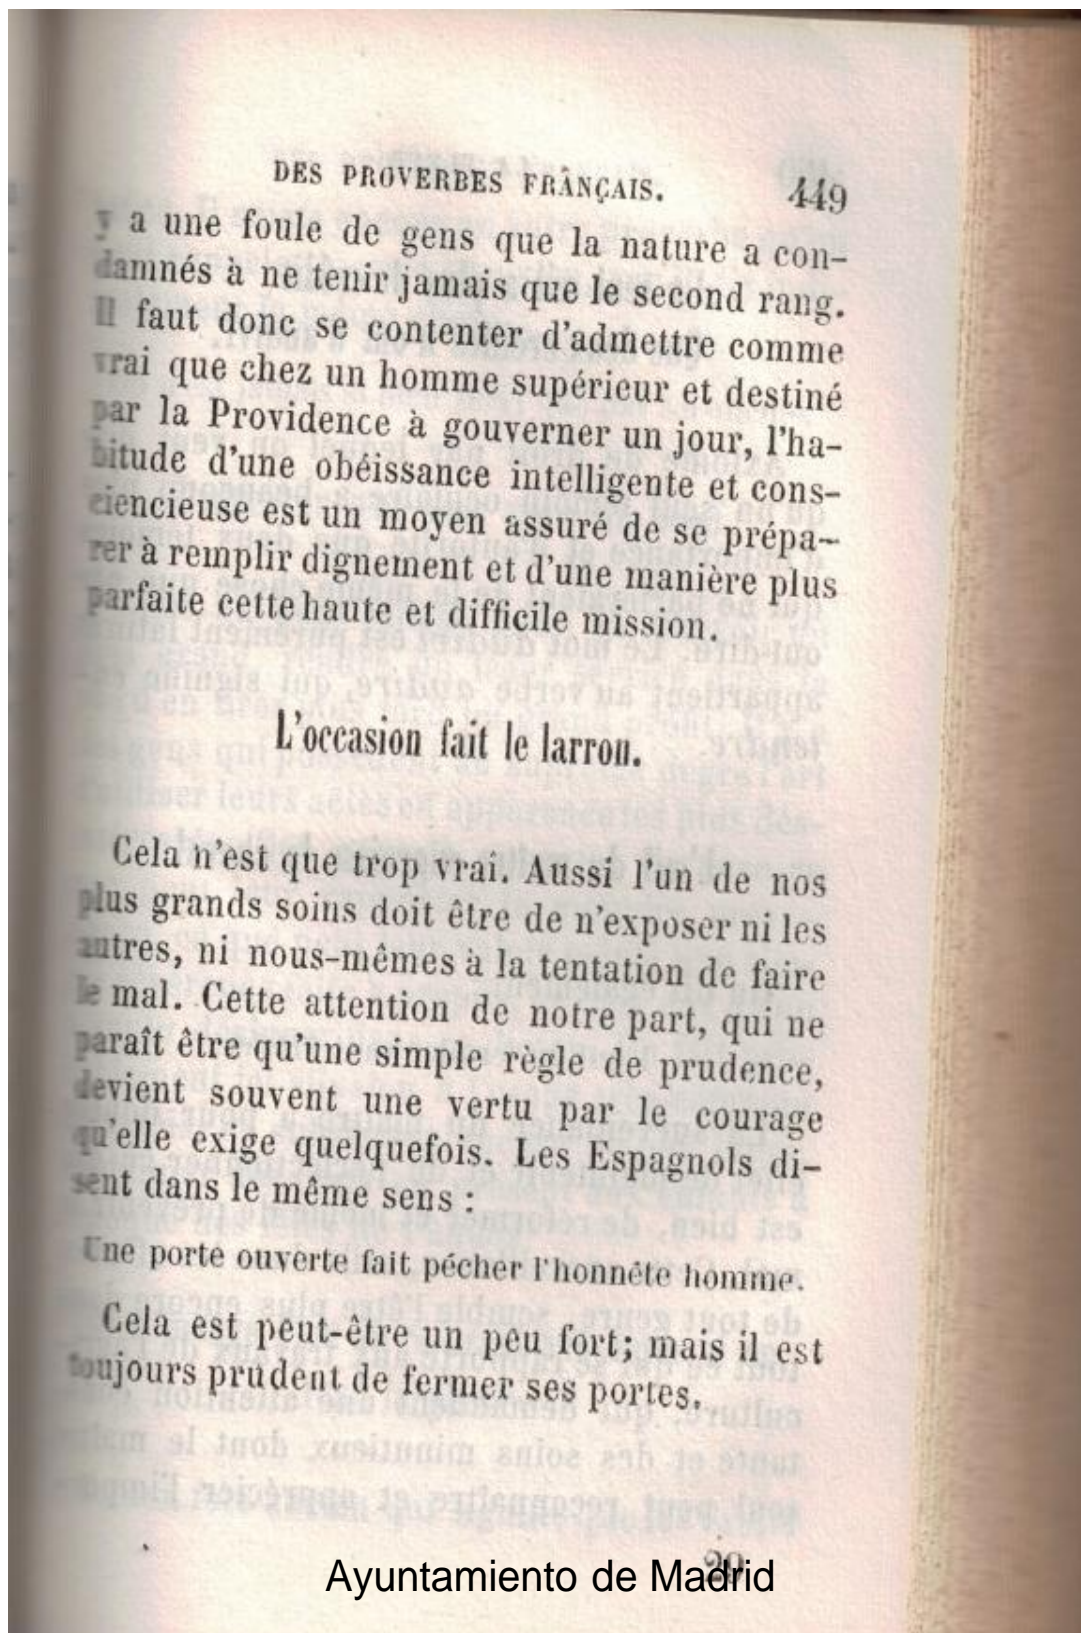 DES PROVERBES FRANÇAIS. 449
y a une foule de gens que la nature a con-
damnés à ne tenir jamais que le second rang.
Il faut donc se contenter d'admettre comme
vrai que chez un homme supérieur et destiné
par la Providence à gouverner un jour, l'ha-
bitude d'une obéissance intelligente et cons-
ciencieuse est un moyen assuré de se prépa-
rer à remplir dignement et d'une manière plus
parfaite cette haute et difficile mission.
L'occasion fait le larron.
Cela n'est que trop vrai. Aussi l'un de nos
plus grands soins doit être de n'exposer ni les
autres, ni nous-mêmes à la tentation de faire
le mal. Cette attention de notre part, qui ne
paraît être qu'une simple règle de prudence,
devient souvent une vertu par le courage
qu'elle exige quelquefois. Les Espagnols di-
sent dans le même sens :
Une porte ouverte fait pécher l'honnête homme.
Cela est peut-être un peu fort; mais il est
toujours prudent de fermer ses portes.
29
Ayuntamiento de Madrid